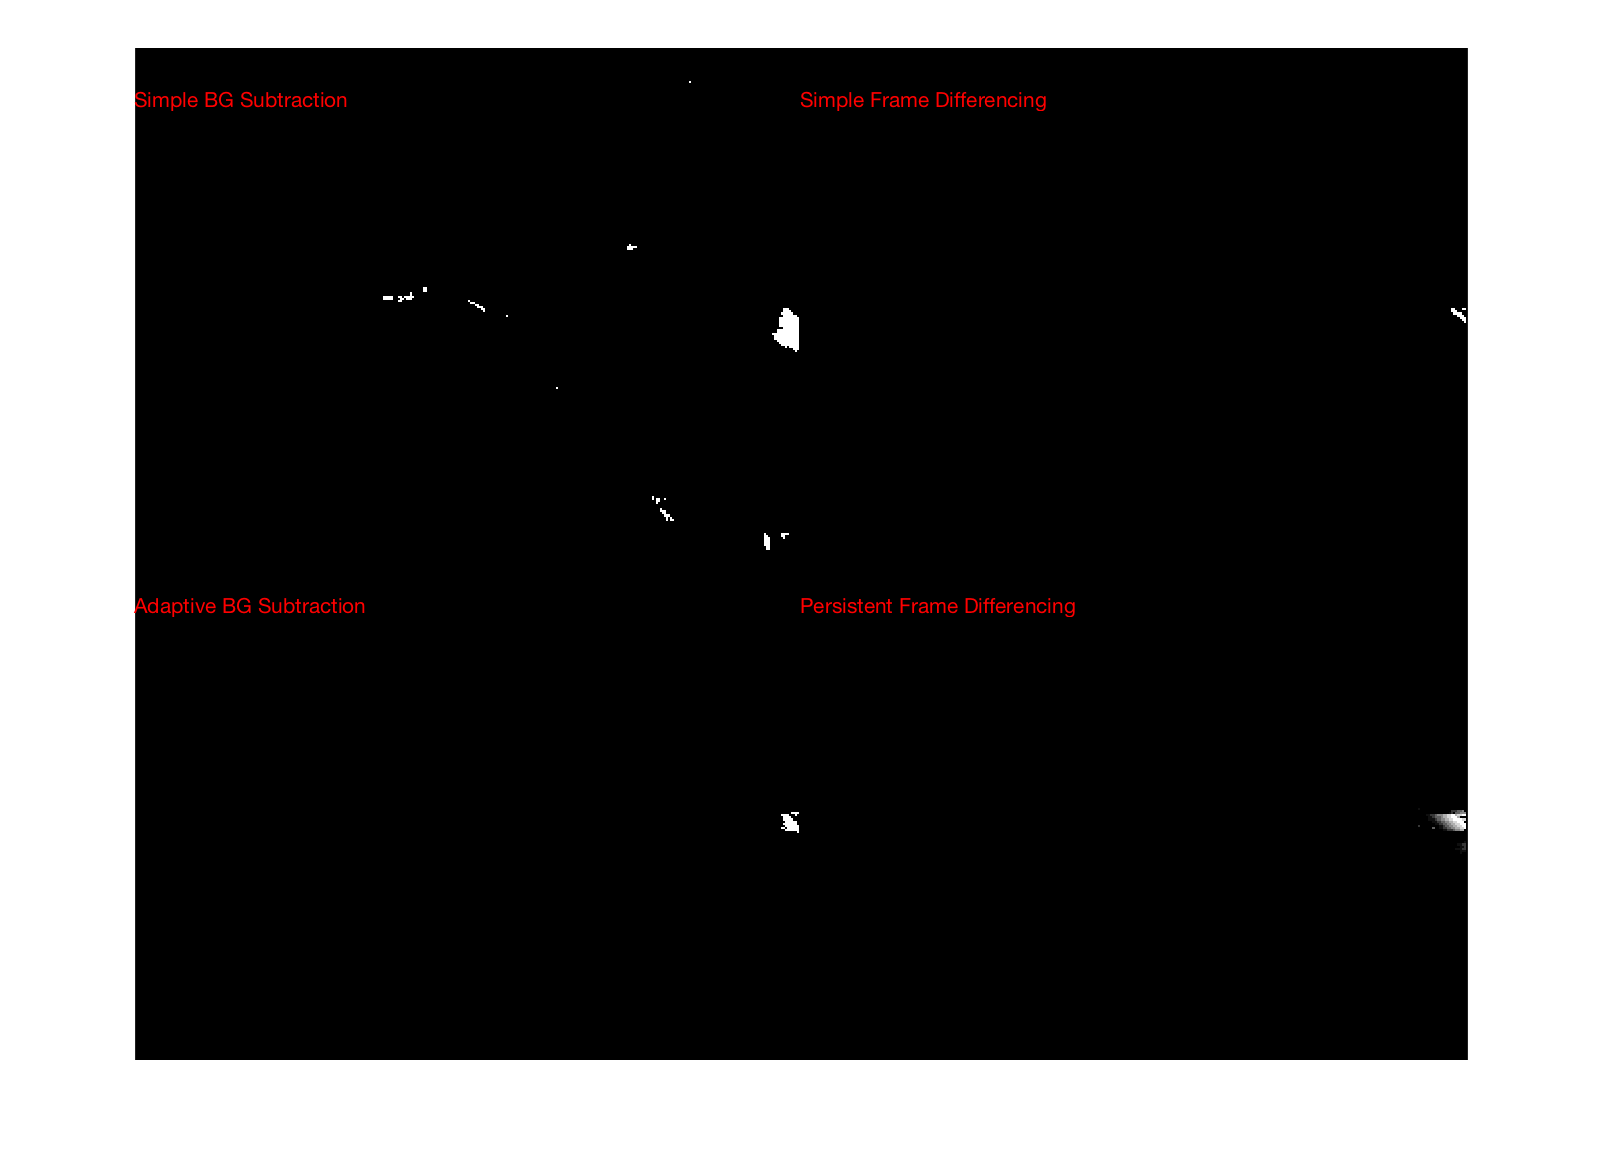 Simple BG Subtraction
Simple Frame Differencing
Adaptive BG Subtraction
Persistent Frame Differencing